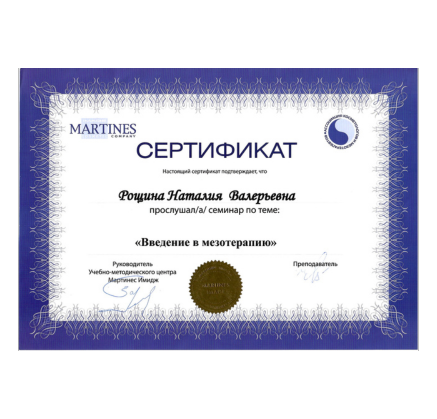 MARTINES
COMPANY
СЕРТИФИКАТ
Настоящий сертификат подтверждает, что
Рощина Наталия Валерьевна
прослушал/а/ семинар по теме:
«Введение в мезотерапию»
Руководитель
Учебно-методического центра
Мартинес Имидж
Преподаватель